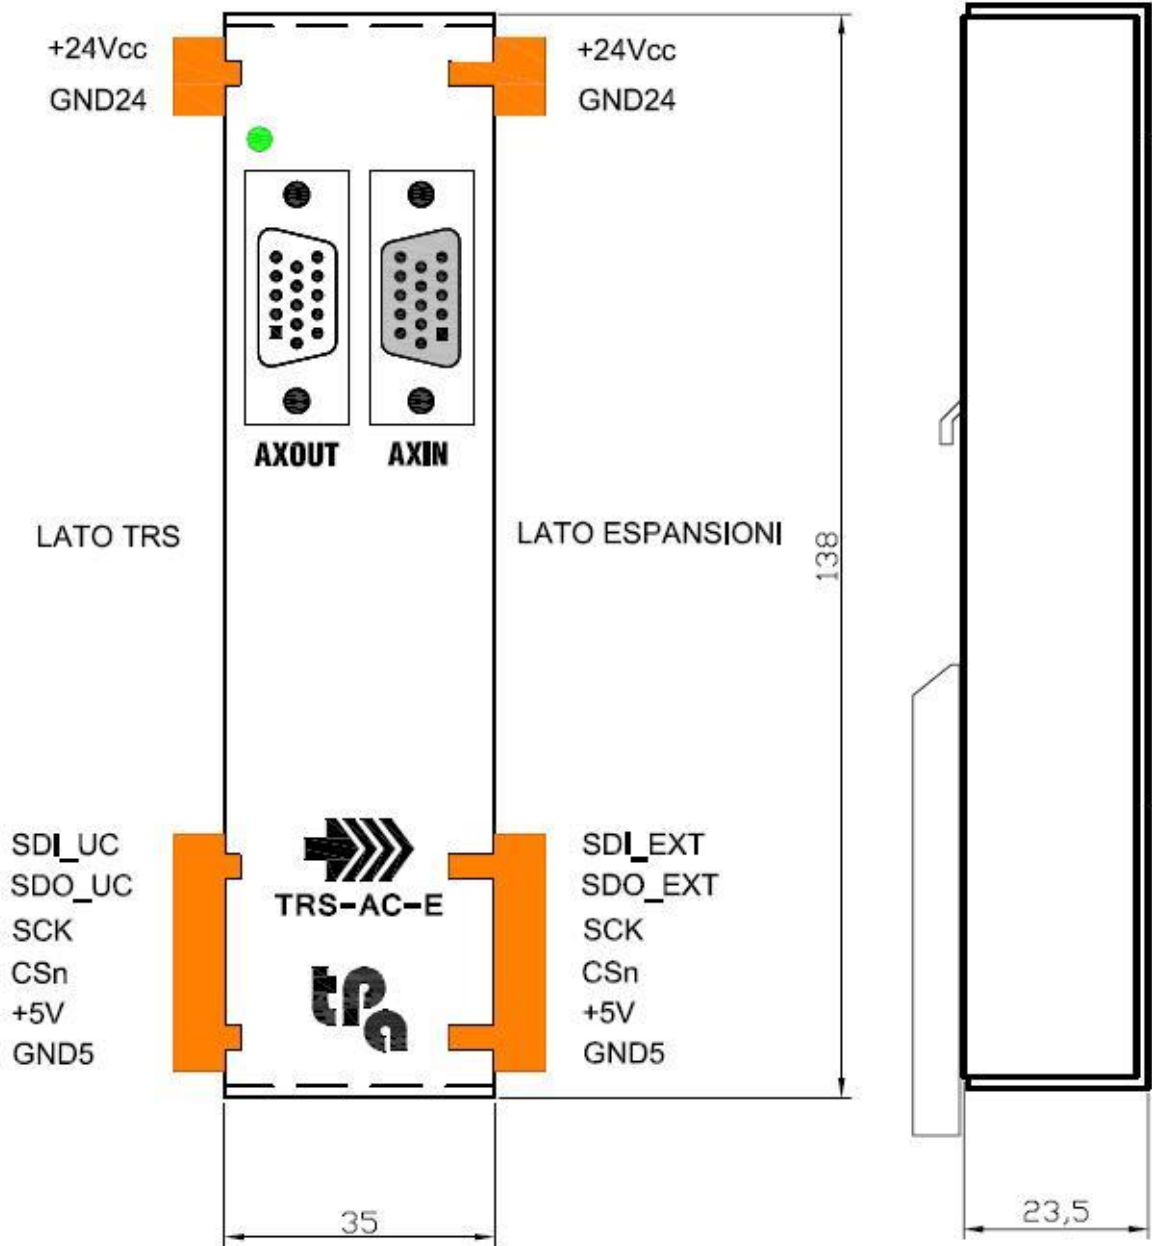 +24Vcc
GND24
+24Vcc
GND24
AXOUT
AXIN
LATO TRS
LATO ESPANSIONI
138
SDI_UC
SDO_UC
SCK
CSn
+5V
GND5
TRS-AC-E
tpa
SDI_EXT
SDO_EXT
SCK
CSn
+5V
GND5
35
23,5